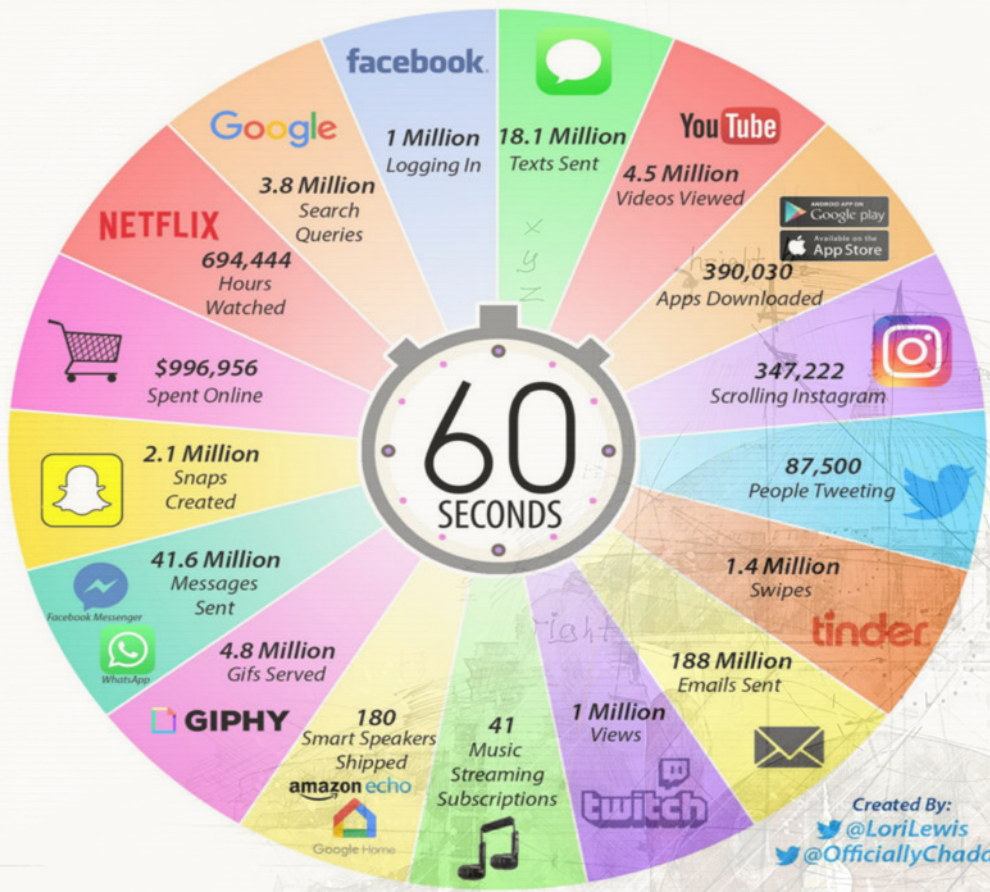 facebook
1 Million
Logging In
18.1 Million
Texts Sent
YouTube
4.5 Million
Videos Viewed
ANDROID APP ON
Google play
Available on the
App Store
390,030
Apps Downloaded
347,222
Scrolling Instagram
87,500
People Tweeting
1.4 Million
Swipes
tinder
188 Million
Emails Sent
1 Million
Views
twitch
41
Music
Streaming
Subscriptions
180
Smart Speakers
Shipped
amazon echo
Google Home
4.8 Million
Gifs Served
GIPHY
41.6 Million
Messages
Sent
Facebook Messenger
WhatsApp
2.1 Million
Snaps
Created
$996,956
Spent Online
NETFLIX
694,444
Hours
Watched
Google
3.8 Million
Search
Queries
60
SECONDS
x
y
N
height
right
Created By:
@LoriLewis
@OfficiallyChadd